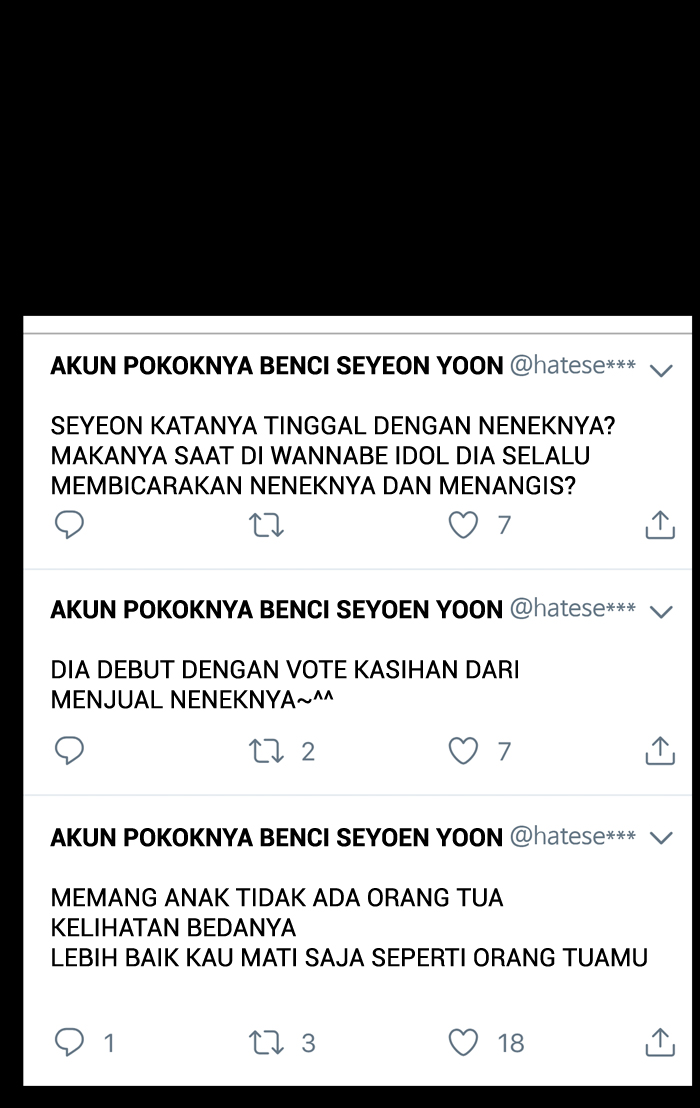 AKUN POKOKNYA BENCI SEYEON YOON @hatese***
SEYEON KATANYA TINGGAL DENGAN NENEKNYA?
MAKANYA SAAT DI WANNABE IDOL DIA SELALU
MEMBICARAKAN NENEKNYA DAN MENANGIS?
7
AKUN POKOKNYA BENCI SEYOEN YOON @hatese***
DIA DEBUT DENGAN VOTE KASIHAN DARI
MENJUAL NENEKNYA~^^
2 7
AKUN POKOKNYA BENCI SEYOEN YOON @hatese***
MEMANG ANAK TIDAK ADA ORANG TUA
KELIHATAN BEDANYA
LEBIH BAIK KAU MATI SAJA SEPERTI ORANG TUAMU
1 3 18